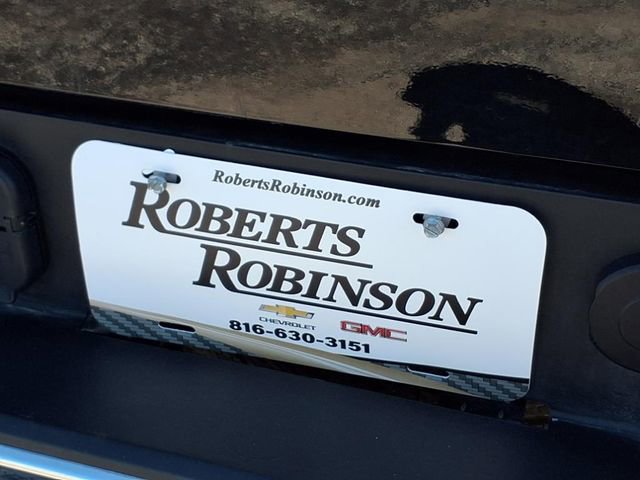 RobertsRobinson.com
ROBERTS
ROBINSON
CHEVROLET GMC
816-630-3151